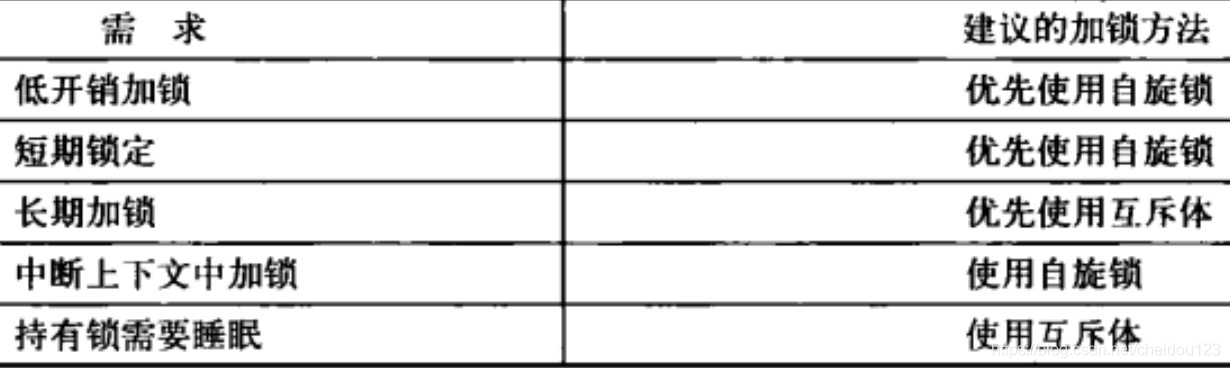 需 求 建议的加锁方法
低开销加锁 优先使用自旋锁
短期锁定 优先使用自旋锁
长期加锁 优先使用互斥体
中断上下文中加锁 使用自旋锁
持有锁需要睡眠 使用互斥体
https://blog.csdn.net/cheidou123